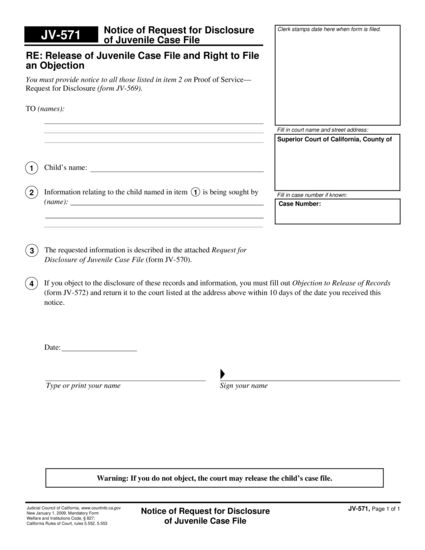 JV-571
Notice of Request for Disclosure
of Juvenile Case File
Clerk stamps date here when form is filed.
RE: Release of Juvenile Case File and Right to File
an Objection
You must provide notice to all those listed in item 2 on Proof of Service—
Request for Disclosure (form JV-569).
TO (names):
Fill in court name and street address:
Superior Court of California, County of
1 Child's name:
2 Information relating to the child named in item 1 is being sought by
(name):
Fill in case number if known:
Case Number:
3 The requested information is described in the attached Request for
Disclosure of Juvenile Case File (form JV-570).
4 If you object to the disclosure of these records and information, you must fill out Objection to Release of Records
(form JV-572) and return it to the court listed at the address above within 10 days of the date you received this
notice.
Date:
Type or print your name
Sign your name
Warning: If you do not object, the court may release the child's case file.
Judicial Council of California, www.courtinfo.ca.gov
New January 1, 2009, Mandatory Form
Welfare and Institutions Code, § 827;
California Rules of Court, rules 5.552, 5.553
Notice of Request for Disclosure
of Juvenile Case File
JV-571, Page 1 of 1